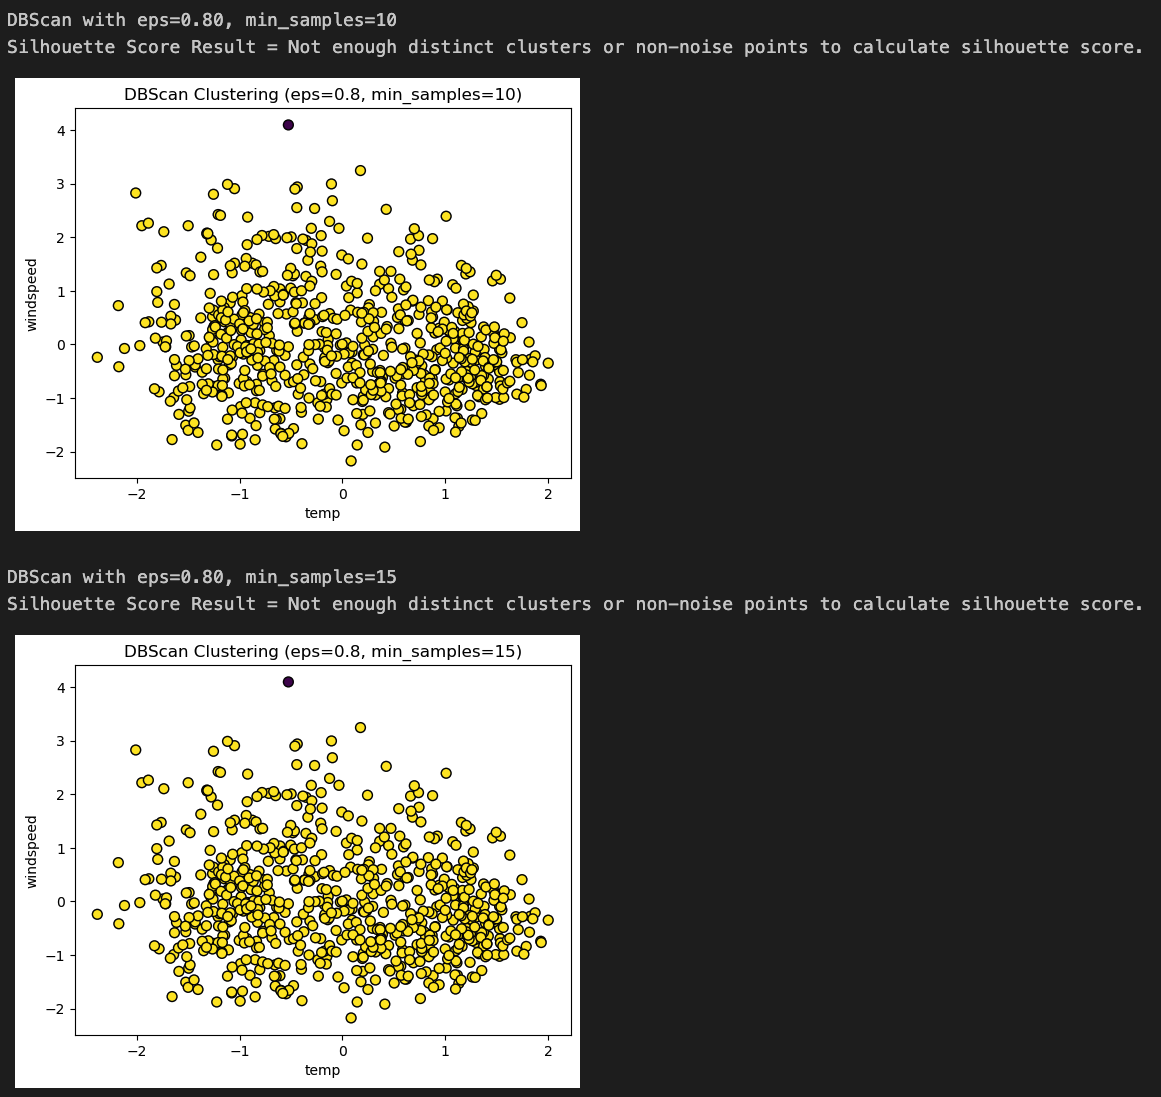 DBScan with eps=0.80, min_samples=10
Silhouette Score Result = Not enough distinct clusters or non-noise points to calculate silhouette score.
DBScan Clustering (eps=0.8, min_samples=10)
4
3
2
1
0
−1
−2
windspeed
−2 −1 0 1 2
temp
DBScan with eps=0.80, min_samples=15
Silhouette Score Result = Not enough distinct clusters or non-noise points to calculate silhouette score.
DBScan Clustering (eps=0.8, min_samples=15)
4
3
2
1
0
−1
−2
windspeed
−2 −1 0 1 2
temp